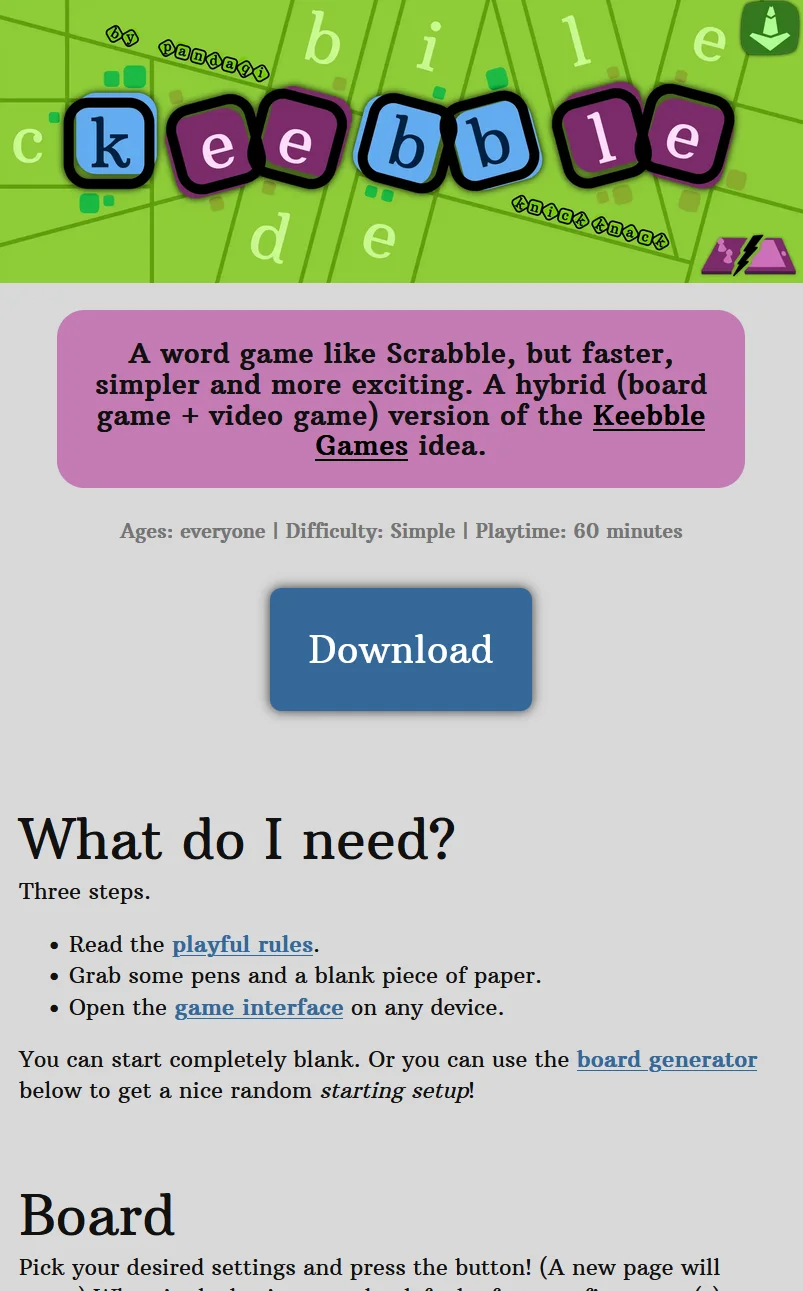 by pandaqi
b i l e
c
keebble
d e
knick knack
A word game like Scrabble, but faster,
simpler and more exciting. A hybrid (board
game + video game) version of the Keebble
Games idea.
Ages: everyone | Difficulty: Simple | Playtime: 60 minutes
Download
What do I need?
Three steps.
• Read the playful rules.
• Grab some pens and a blank piece of paper.
• Open the game interface on any device.
You can start completely blank. Or you can use the board generator
below to get a nice random starting setup!
Board
Pick your desired settings and press the button! (A new page will